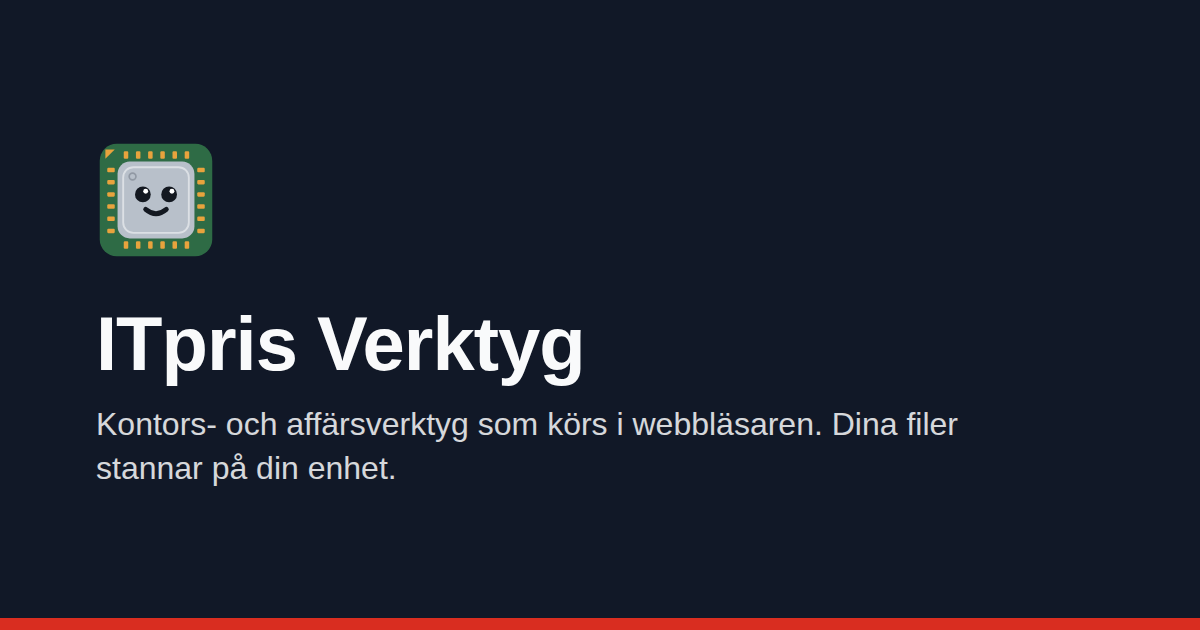 ITpris Verktyg
Kontors- och affärsverktyg som körs i webbläsaren. Dina filer
stannar på din enhet.